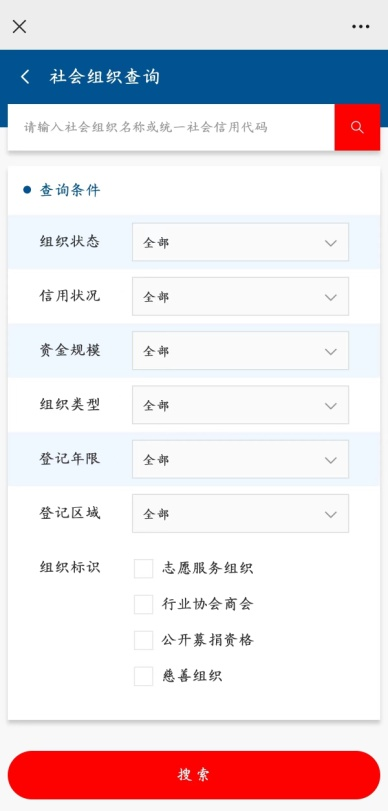 社会组织查询
请输入社会组织名称或统一社会信用代码
查询条件
组织状态 全部
信用状况 全部
资金规模 全部
组织类型 全部
登记年限 全部
登记区域 全部
组织标识 志愿服务组织
行业协会商会
公开募捐资格
慈善组织
搜索